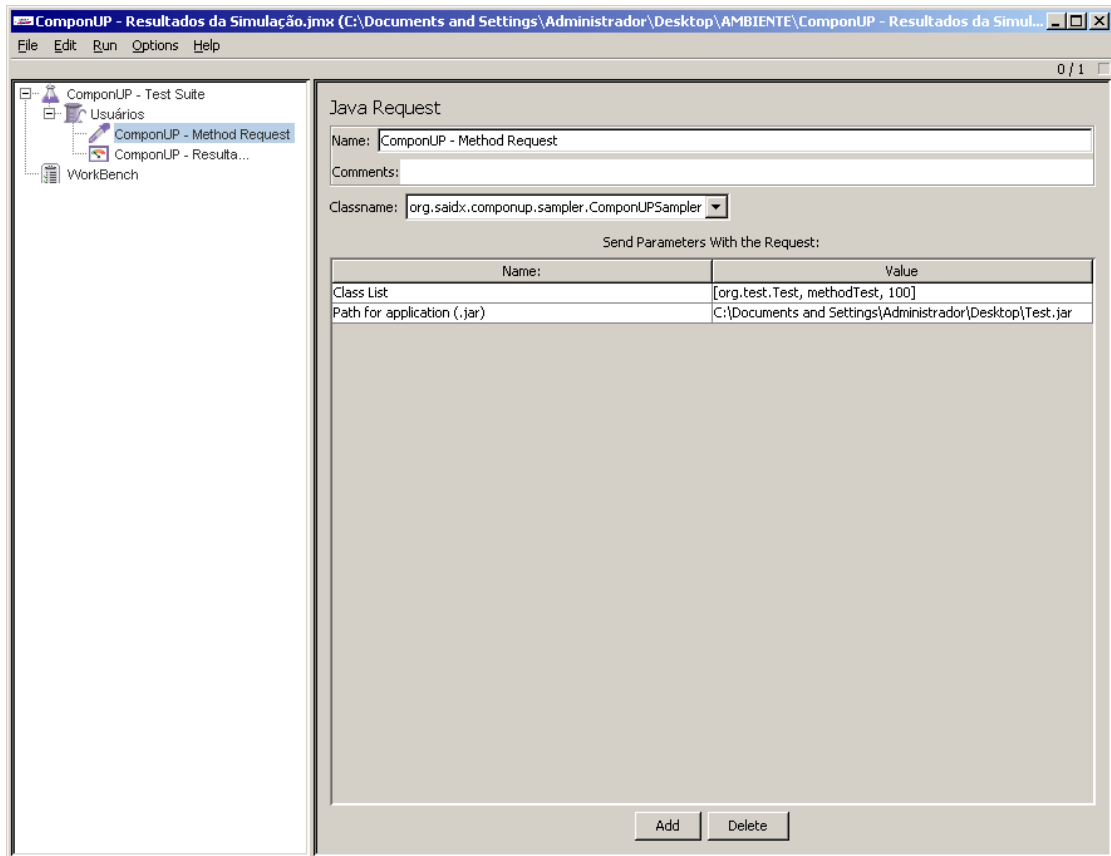 ComponUP - Resultados da Simulação.jmx (C:\Documents and Settings\Administrador\Desktop\AMBIENTE\ComponUP - Resultados da Simul...
File Edit Run Options Help
0 / 1
ComponUP - Test Suite
Usuários
ComponUP - Method Request
ComponUP - Resulta...
WorkBench
Java Request
Name: ComponUP - Method Request
Comments:
Classname: org.saidx.componup.sampler.ComponUPSampler
Send Parameters With the Request:
Name: Value
Class List [org.test.Test, methodTest, 100]
Path for application (.jar) C:\Documents and Settings\Administrador\Desktop\Test.jar
Add Delete